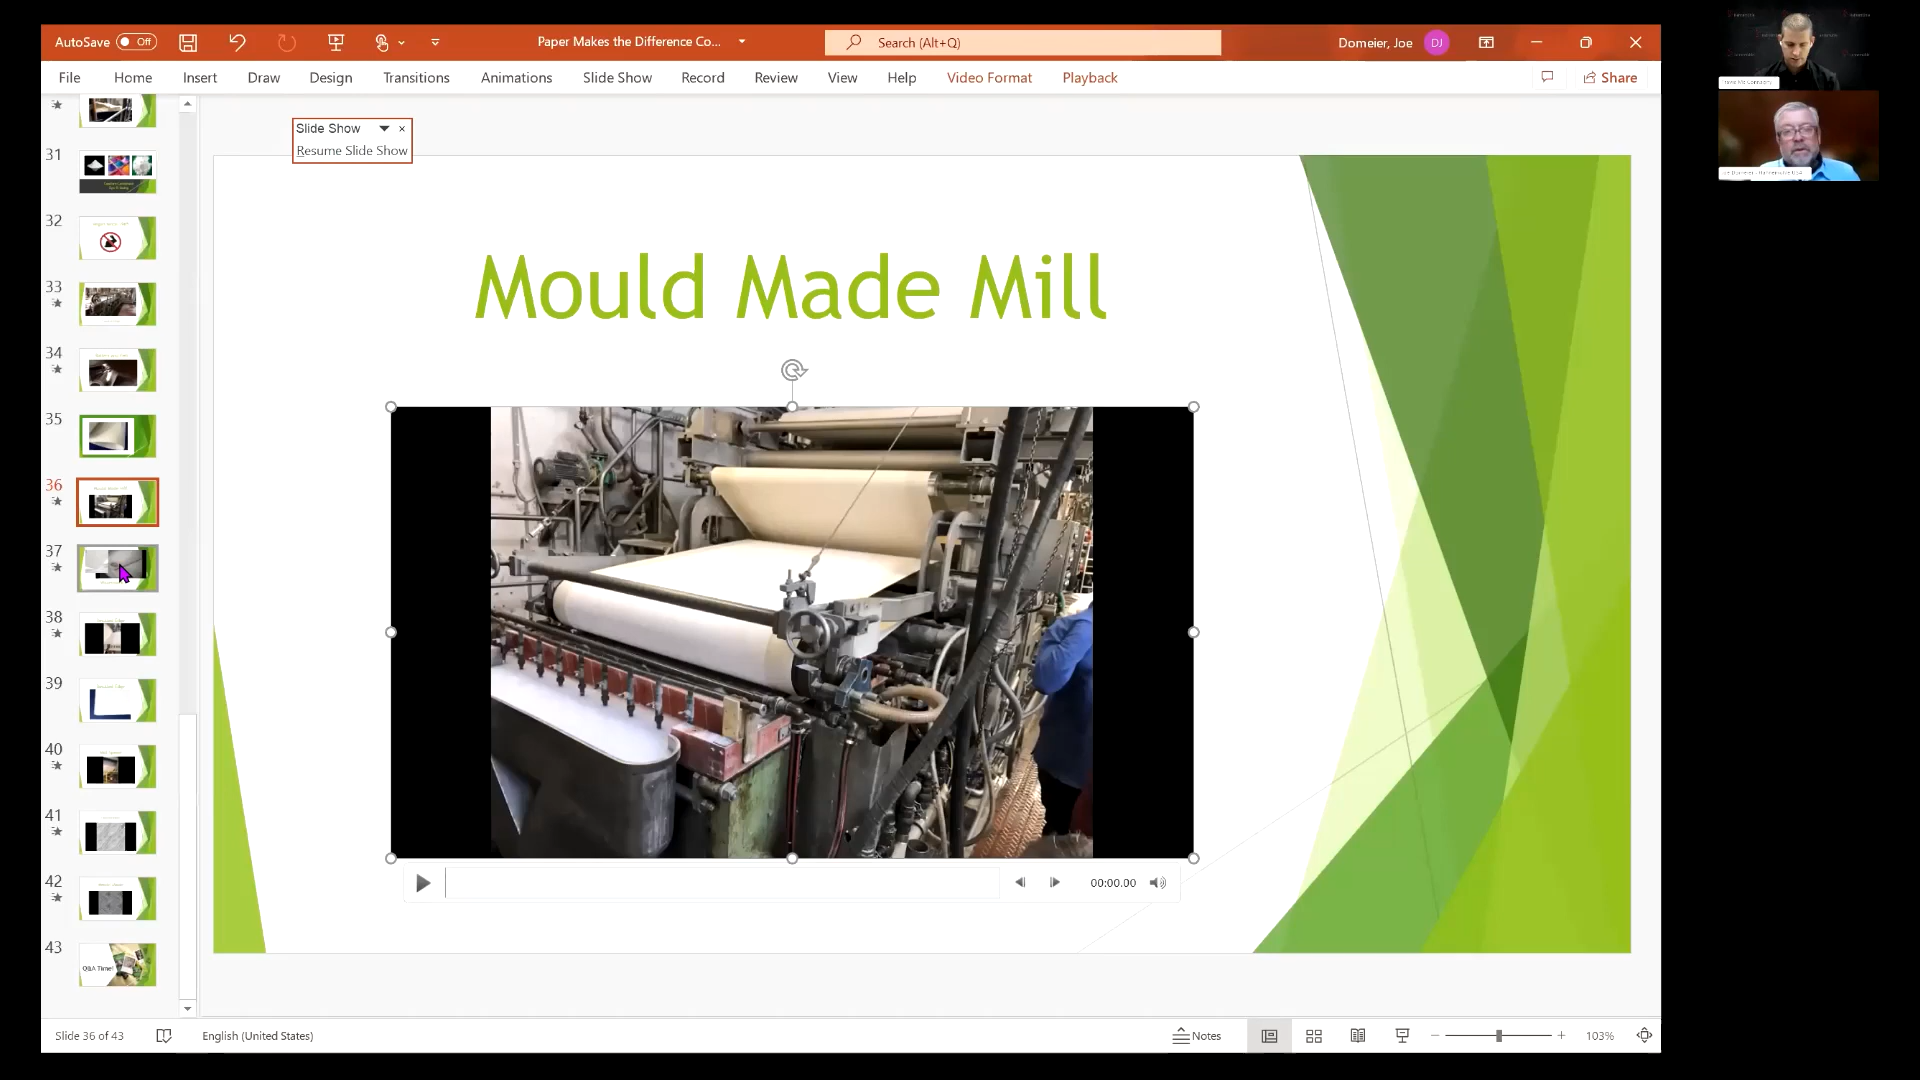 AutoSave Off
Paper Makes the Difference Co...
Search (Alt+Q)
Domeier, Joe DJ
File Home Insert Draw Design Transitions Animations Slide Show Record Review View Help Video Format Playback
Share
Slide Show
Resume Slide Show
31
32
33
34
35
36
37
38
39
40
41
42
43
Q&A Time!
Mould Made Mill
00:00.00
Slide 36 of 43
English (United States)
Notes
103%